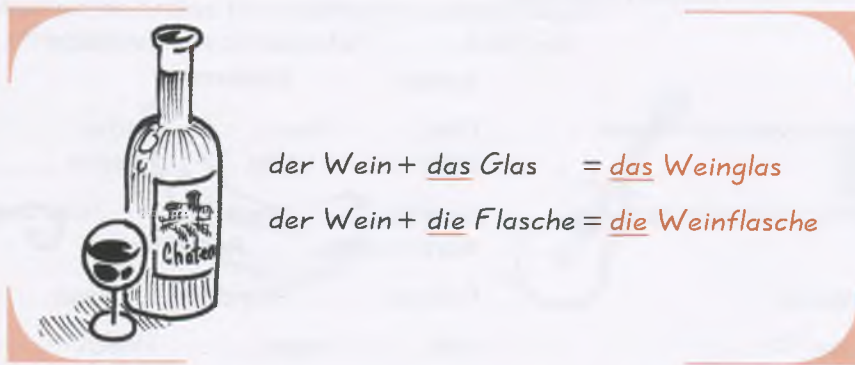 der Wein + das Glas = das Weinglas
der Wein + die Flasche = die Weinflasche